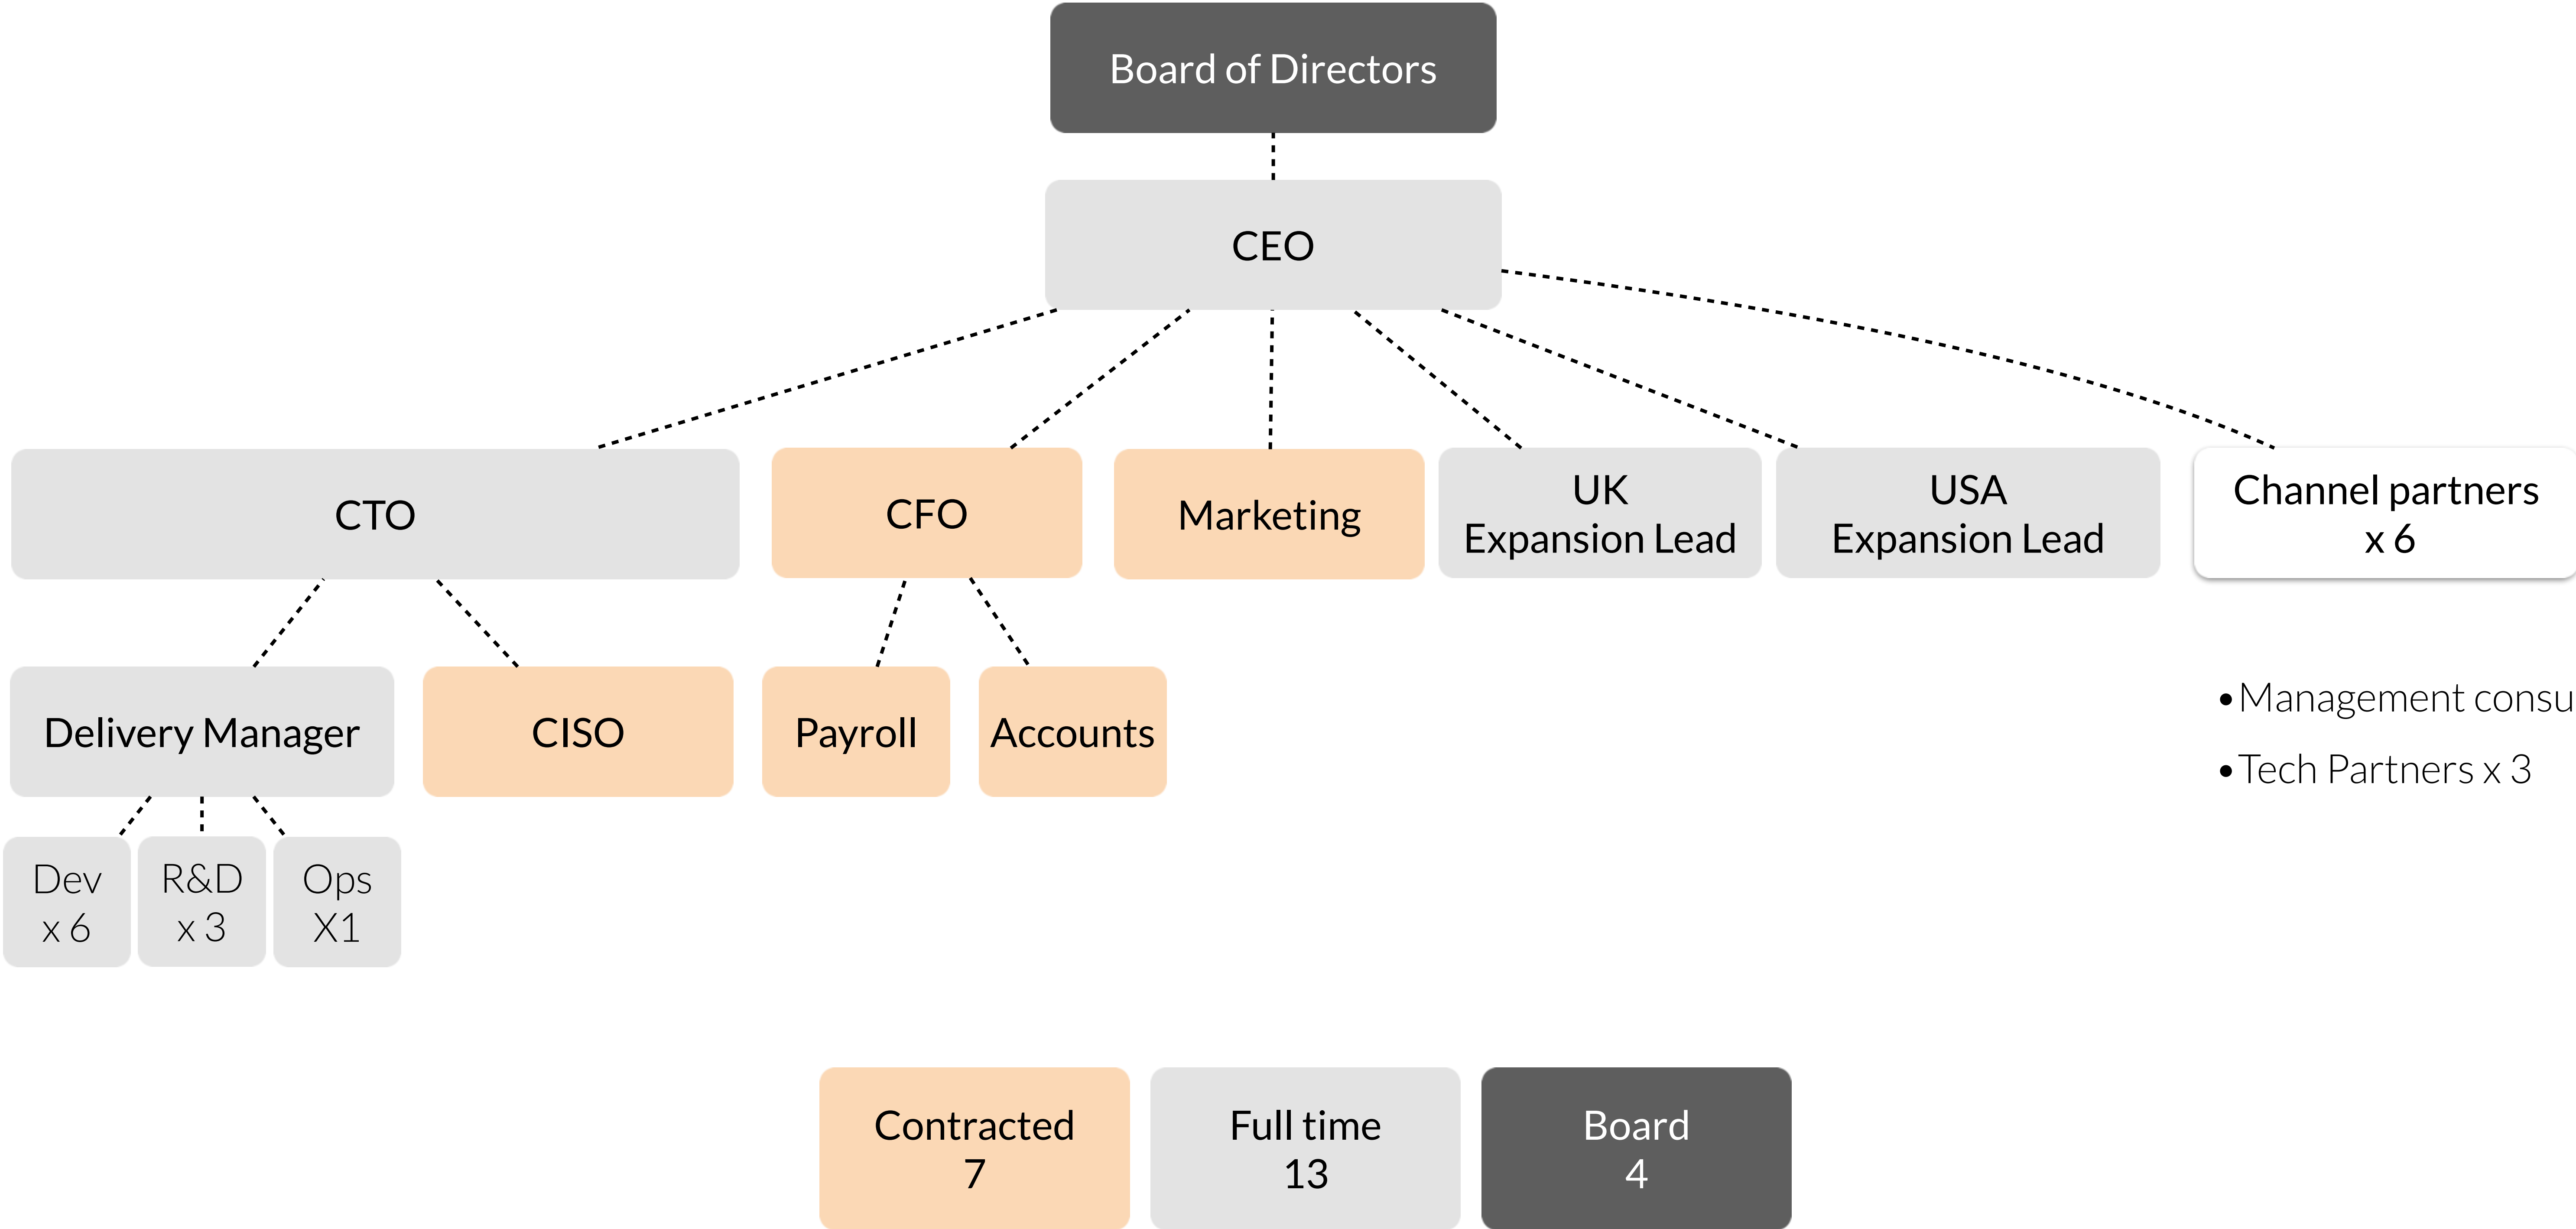 Board of Directors
CEO
CTO
CFO
Marketing
UK
Expansion Lead
USA
Expansion Lead
Channel partners
x 6
Delivery Manager
CISO
Payroll
Accounts
•Management
•Tech Partners x 3
Dev
x 6
R&D
x 3
Ops
X1
Contracted
7
Full time
13
Board
4